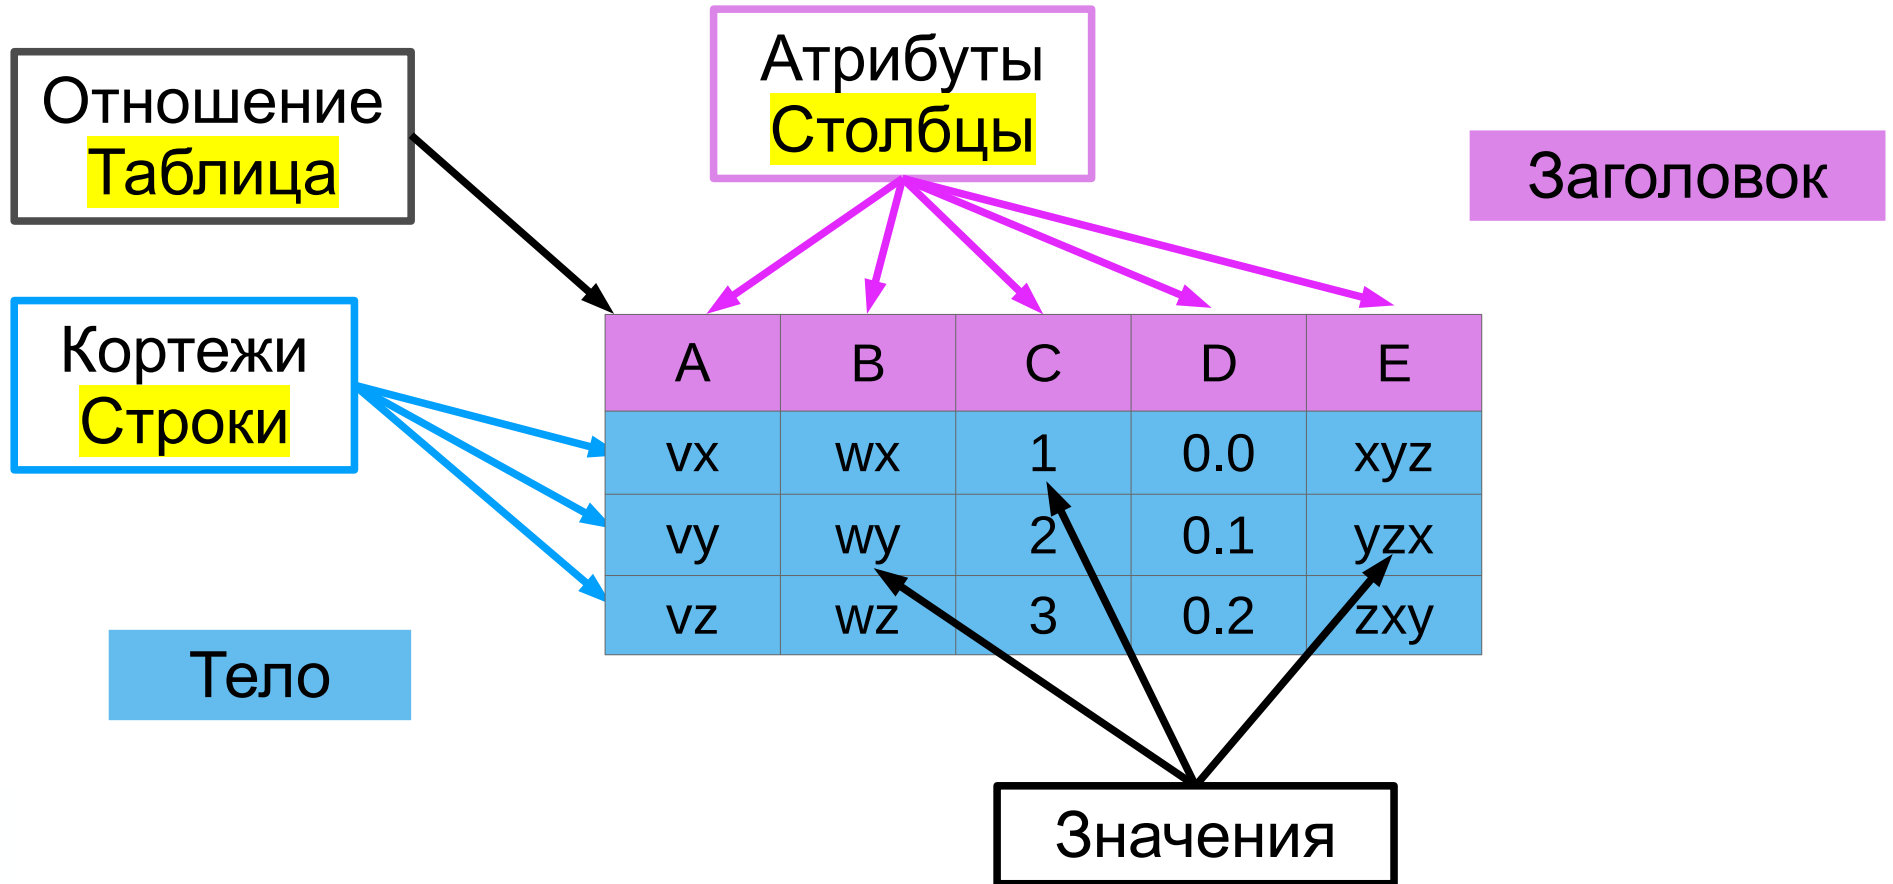 Атрибуты
Столбцы
Отношение
Таблица
Заголовок
Кортежи
Строки
A B C D E
vx wx 1 0.0 xyz
vy wy 2 0.1 yzx
vz wz 3 0.2 zxy
Тело
Значения